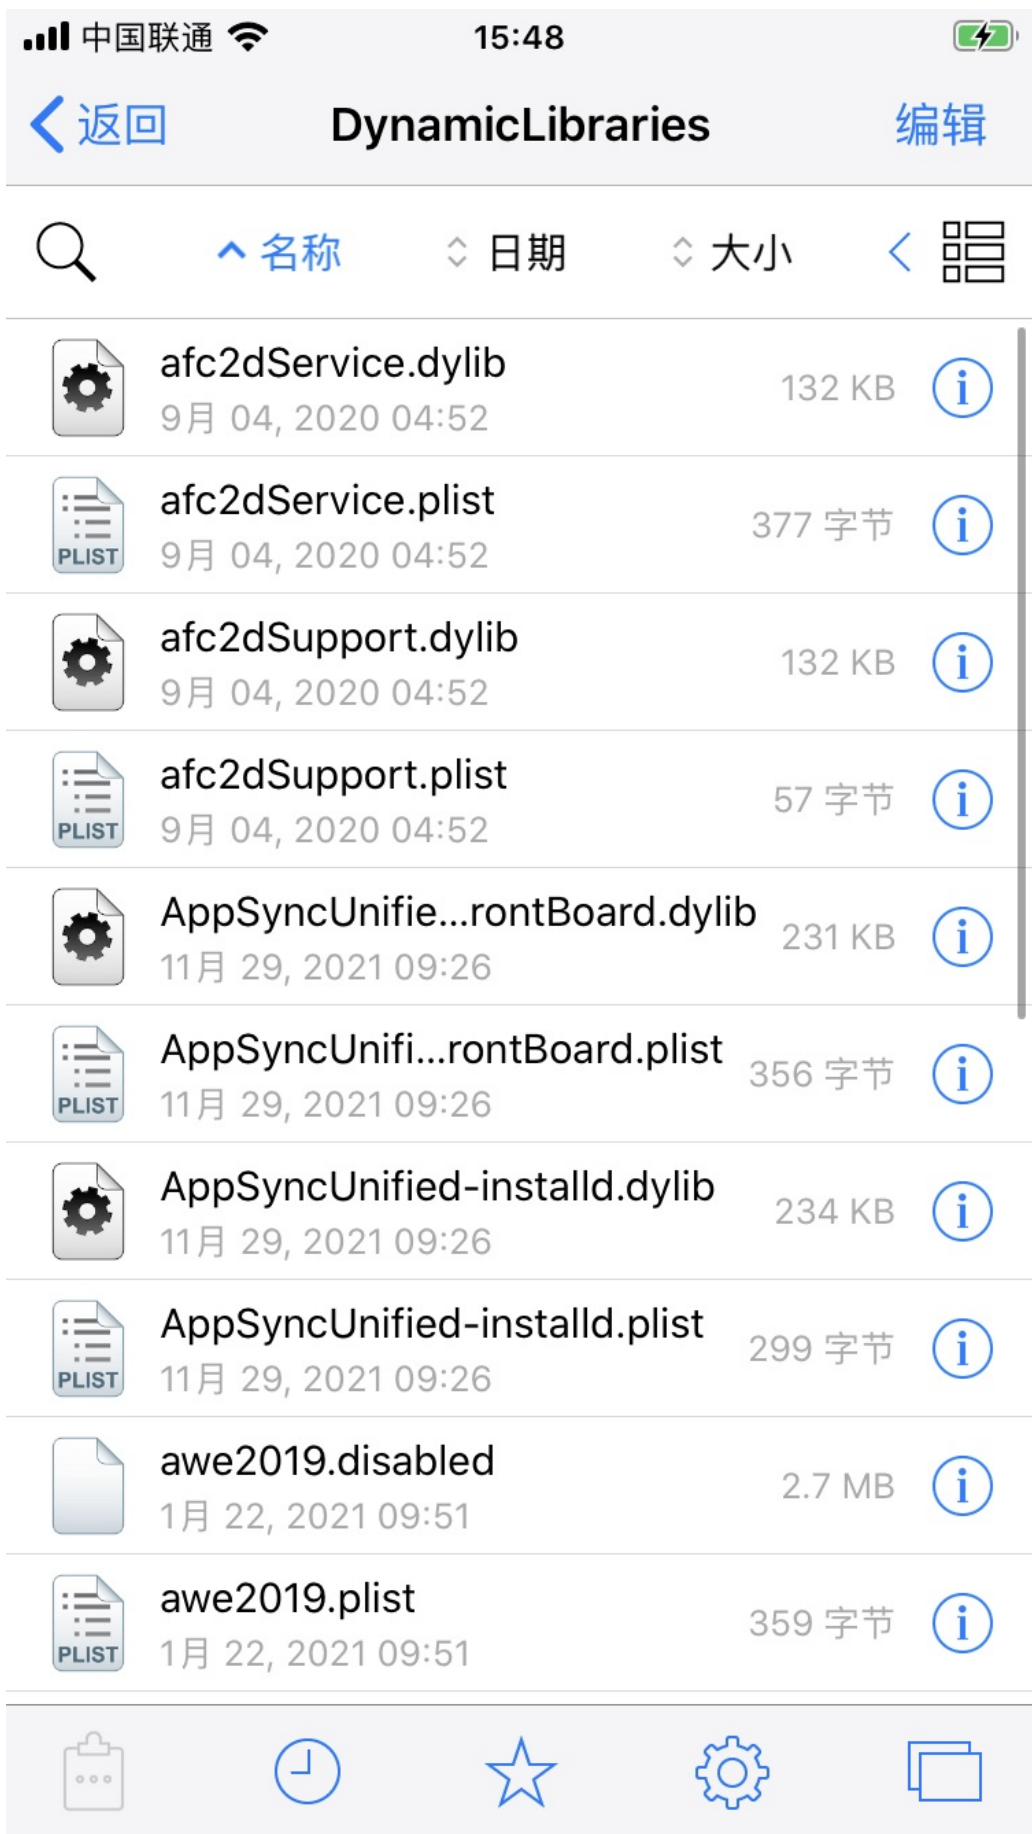 中国联通 15:48
返回 DynamicLibraries 编辑
名称 日期 大小
afc2dService.dylib
9月 04, 2020 04:52
132 KB
PLIST
afc2dService.plist
9月 04, 2020 04:52
377 字节
afc2dSupport.dylib
9月 04, 2020 04:52
132 KB
PLIST
afc2dSupport.plist
9月 04, 2020 04:52
57 字节
AppSyncUnifie...rontBoard.dylib
11月 29, 2021 09:26
231 KB
PLIST
AppSyncUnifi...rontBoard.plist
11月 29, 2021 09:26
356 字节
AppSyncUnified-installd.dylib
11月 29, 2021 09:26
234 KB
PLIST
AppSyncUnified-installd.plist
11月 29, 2021 09:26
299 字节
awe2019.disabled
1月 22, 2021 09:51
2.7 MB
PLIST
awe2019.plist
1月 22, 2021 09:51
359 字节